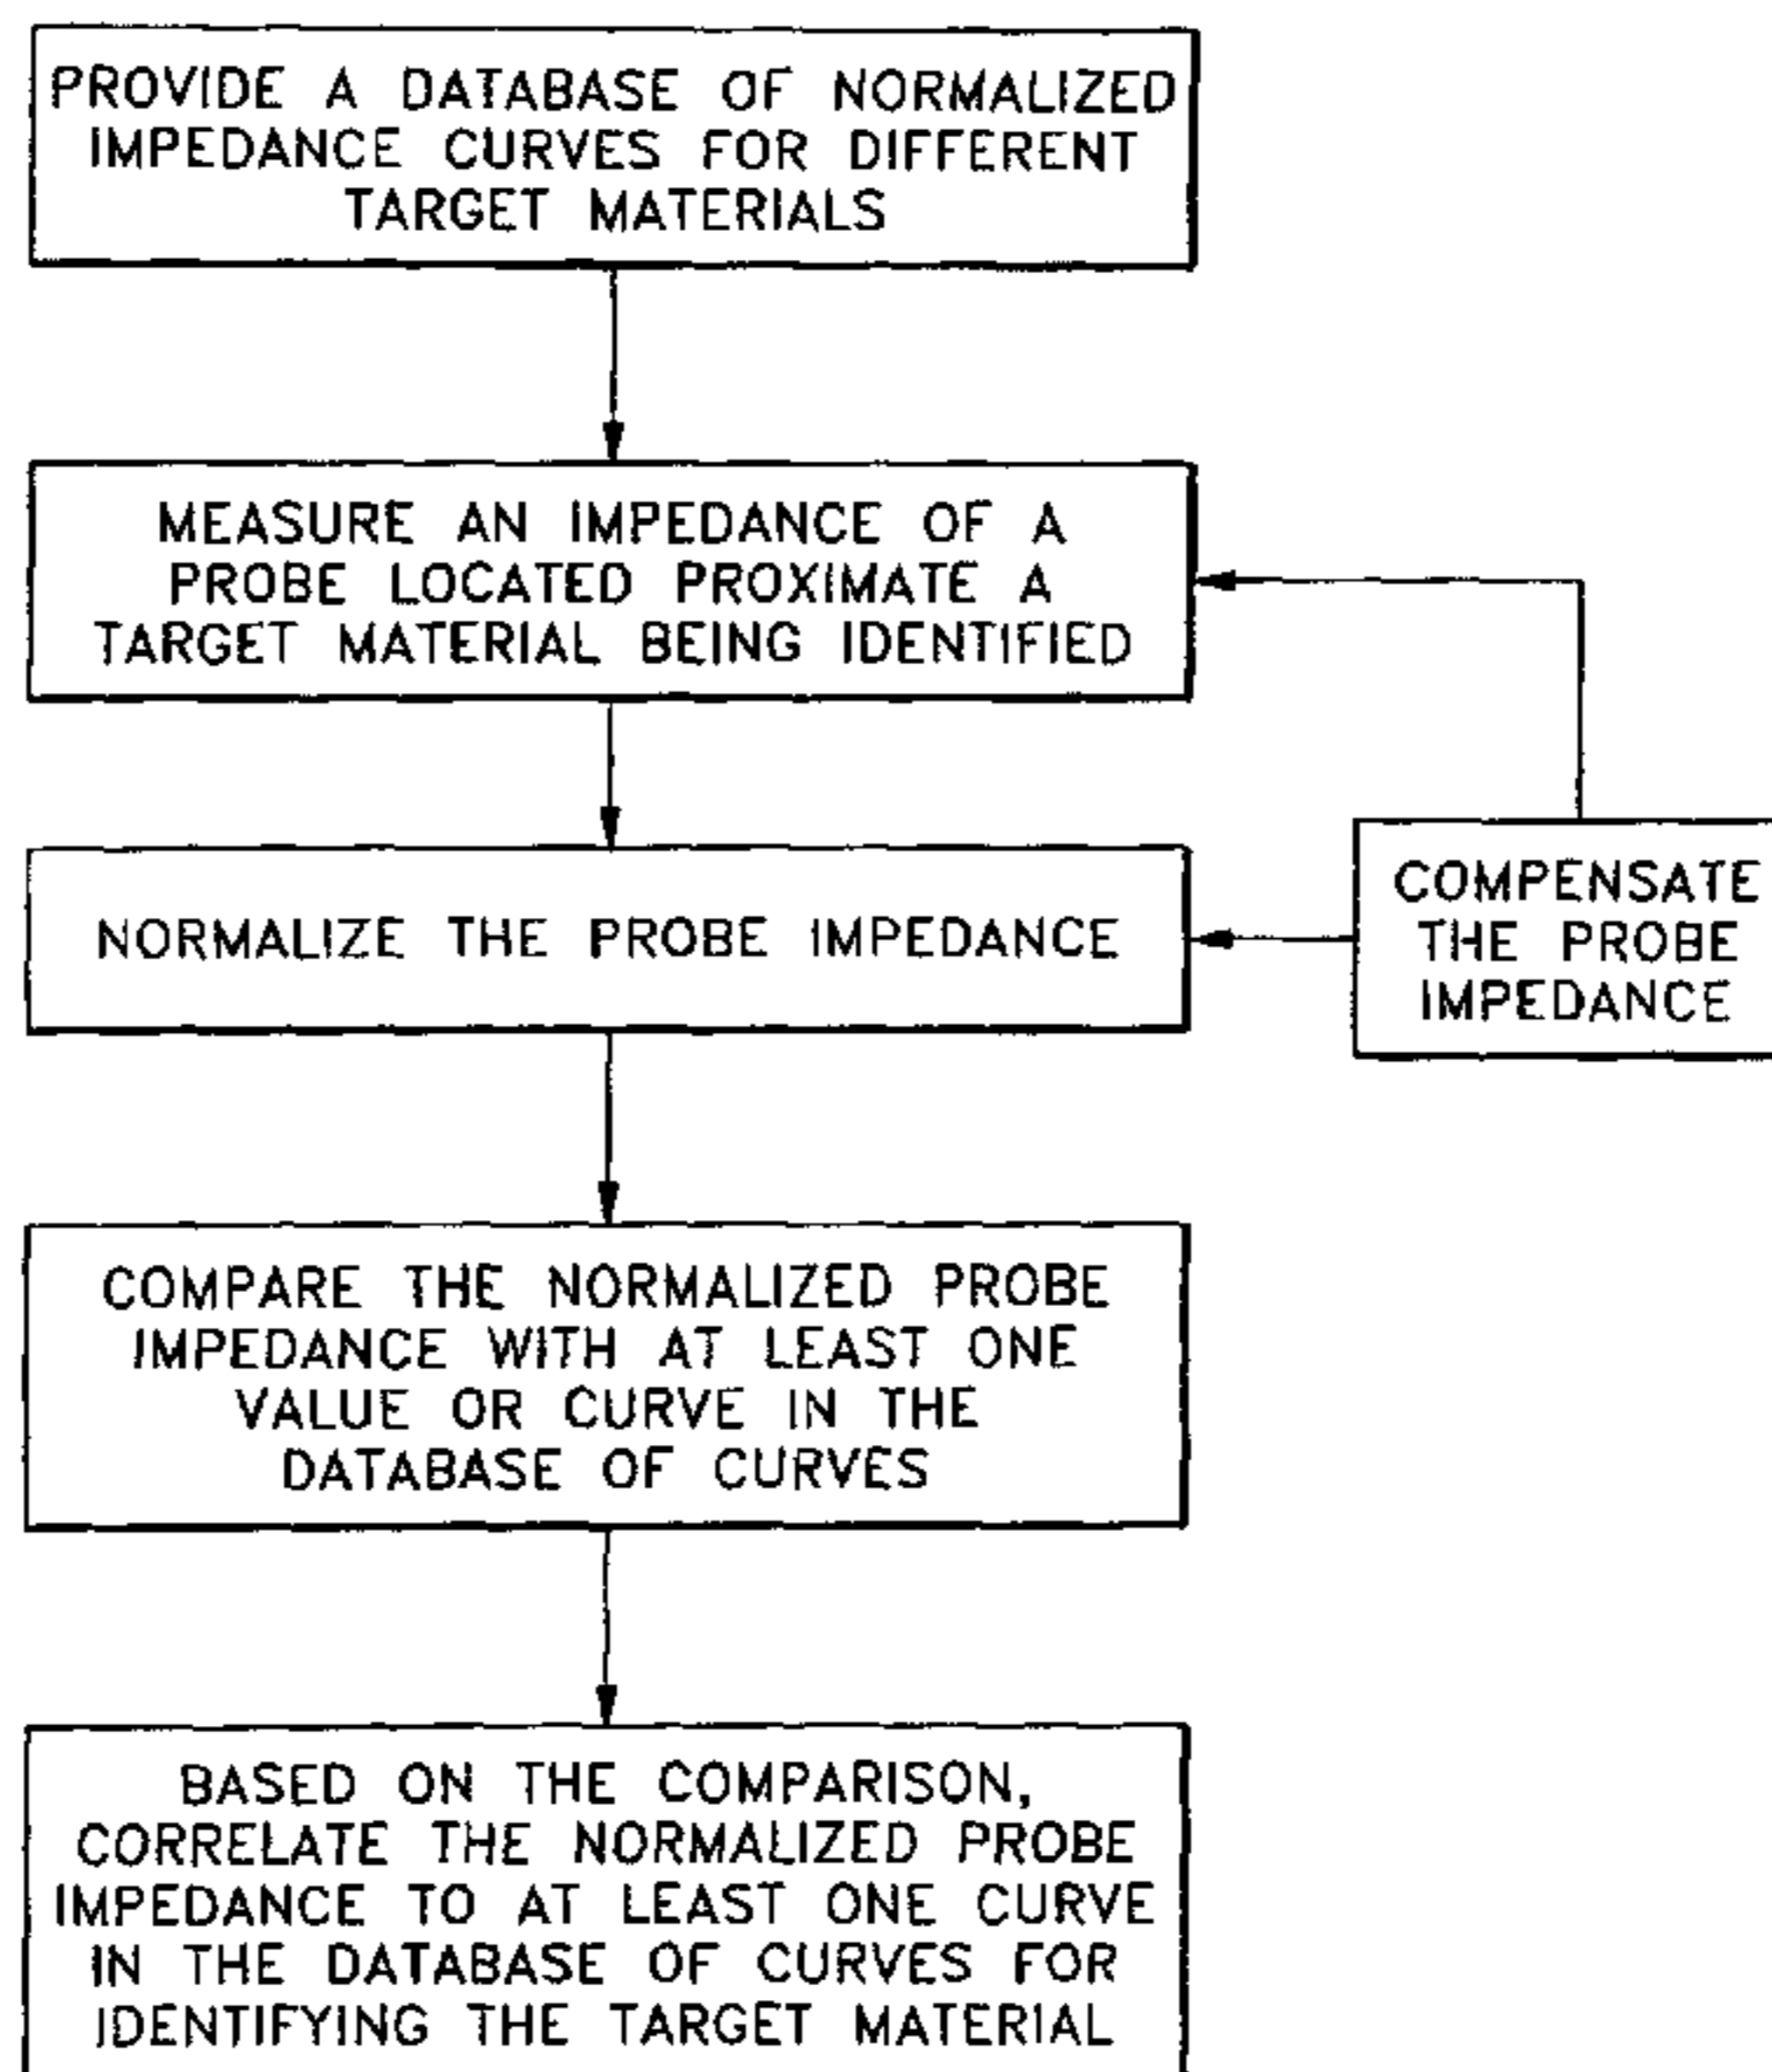 PROVIDE A DATABASE OF NORMALIZED
IMPEDANCE CURVES FOR DIFFERENT
TARGET MATERIALS
MEASURE AN IMPEDANCE OF A
PROBE LOCATED PROXIMATE A
TARGET MATERIAL BEING IDENTIFIED
NORMALIZE THE PROBE IMPEDANCE
COMPENSATE
THE PROBE
IMPEDANCE
COMPARE THE NORMALIZED PROBE
IMPEDANCE WITH AT LEAST ONE
VALUE OR CURVE IN THE
DATABASE OF CURVES
BASED ON THE COMPARISON,
CORRELATE THE NORMALIZED PROBE
IMPEDANCE TO AT LEAST ONE CURVE
IN THE DATABASE OF CURVES FOR
IDENTIFYING THE TARGET MATERIAL